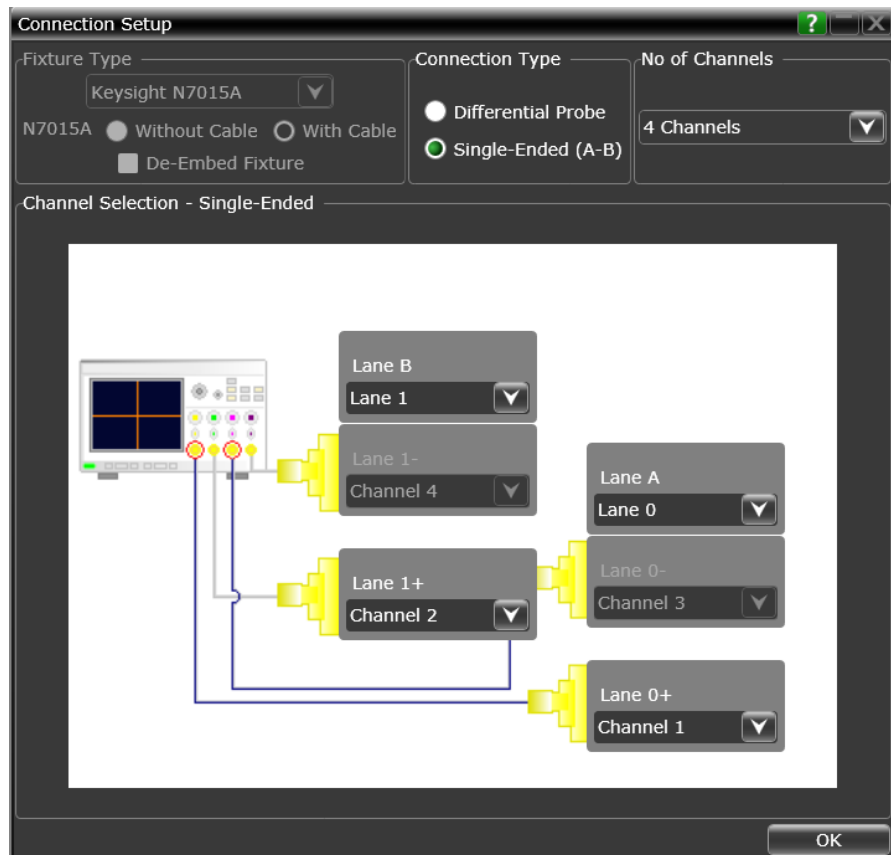 Connection Setup
?
Fixture Type
Keysight N7015A
N7015A Without Cable With Cable
De-Embed Fixture
Connection Type
Differential Probe
Single-Ended (A-B)
No of Channels
4 Channels
Channel Selection - Single-Ended
Lane B
Lane 1
Lane 1-
Channel 4
Lane A
Lane 0
Lane 0-
Channel 3
Lane 1+
Channel 2
Lane 0+
Channel 1
OK